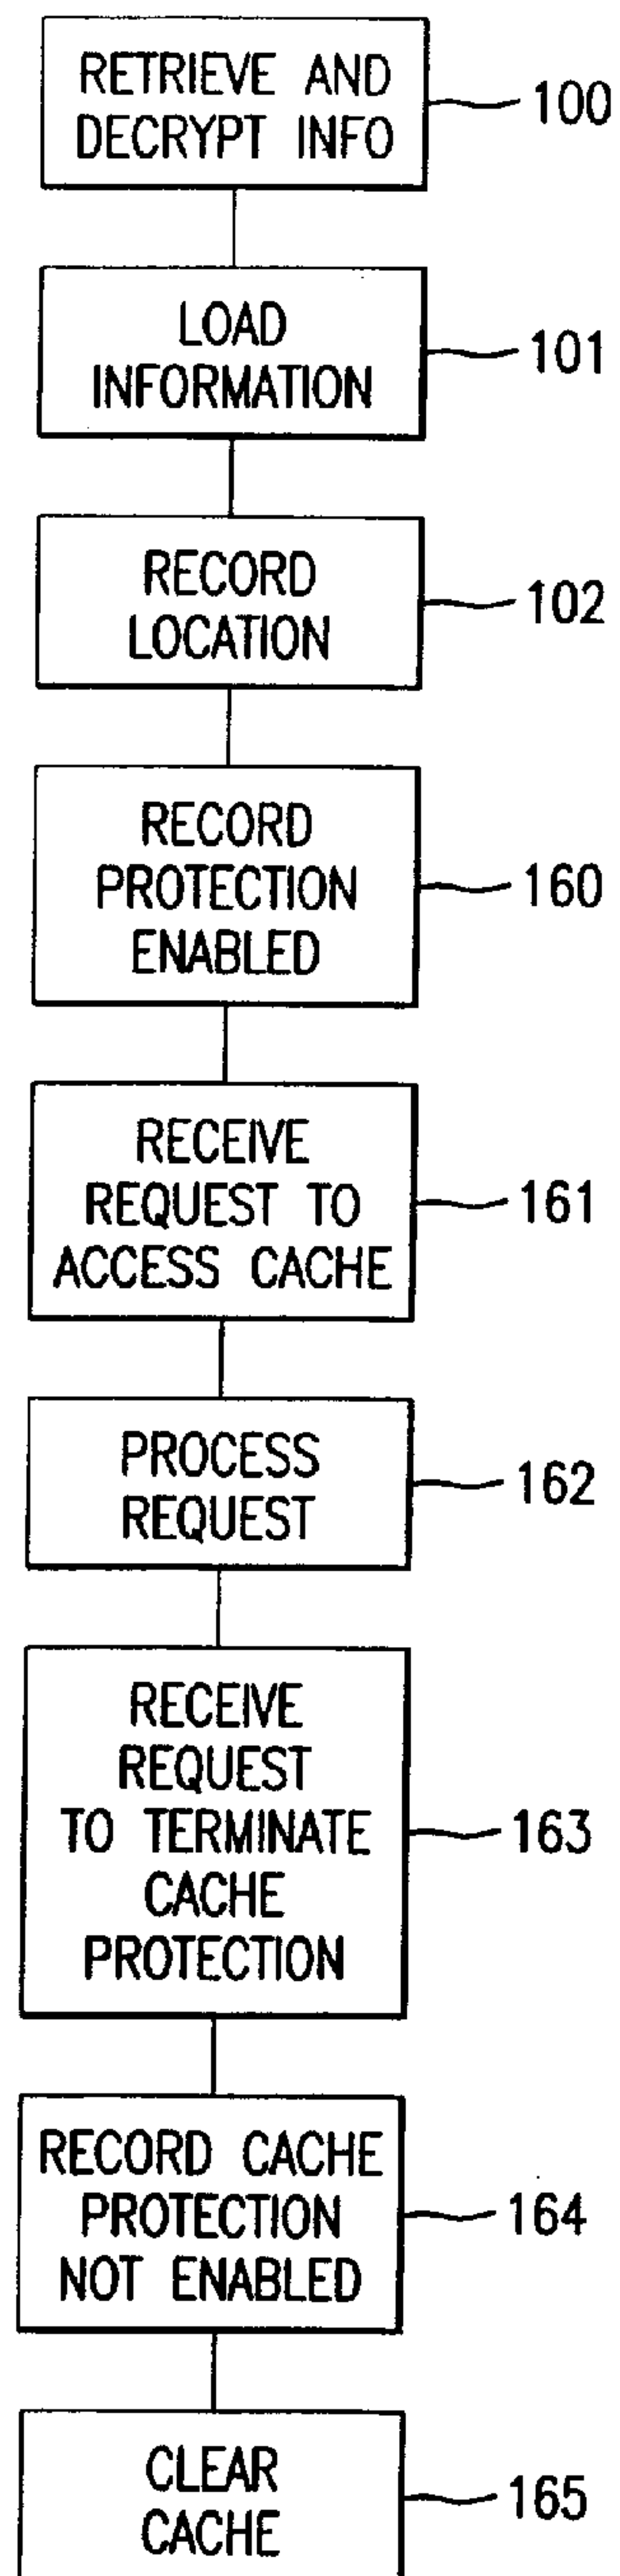 RETRIEVE AND
DECRYPT INFO
100
LOAD
INFORMATION
101
RECORD
LOCATION
102
RECORD
PROTECTION
ENABLED
160
RECEIVE
REQUEST TO
ACCESS CACHE
161
PROCESS
REQUEST
162
RECEIVE
REQUEST
TO TERMINATE
CACHE
PROTECTION
163
RECORD CACHE
PROTECTION
NOT ENABLED
164
CLEAR
CACHE
165